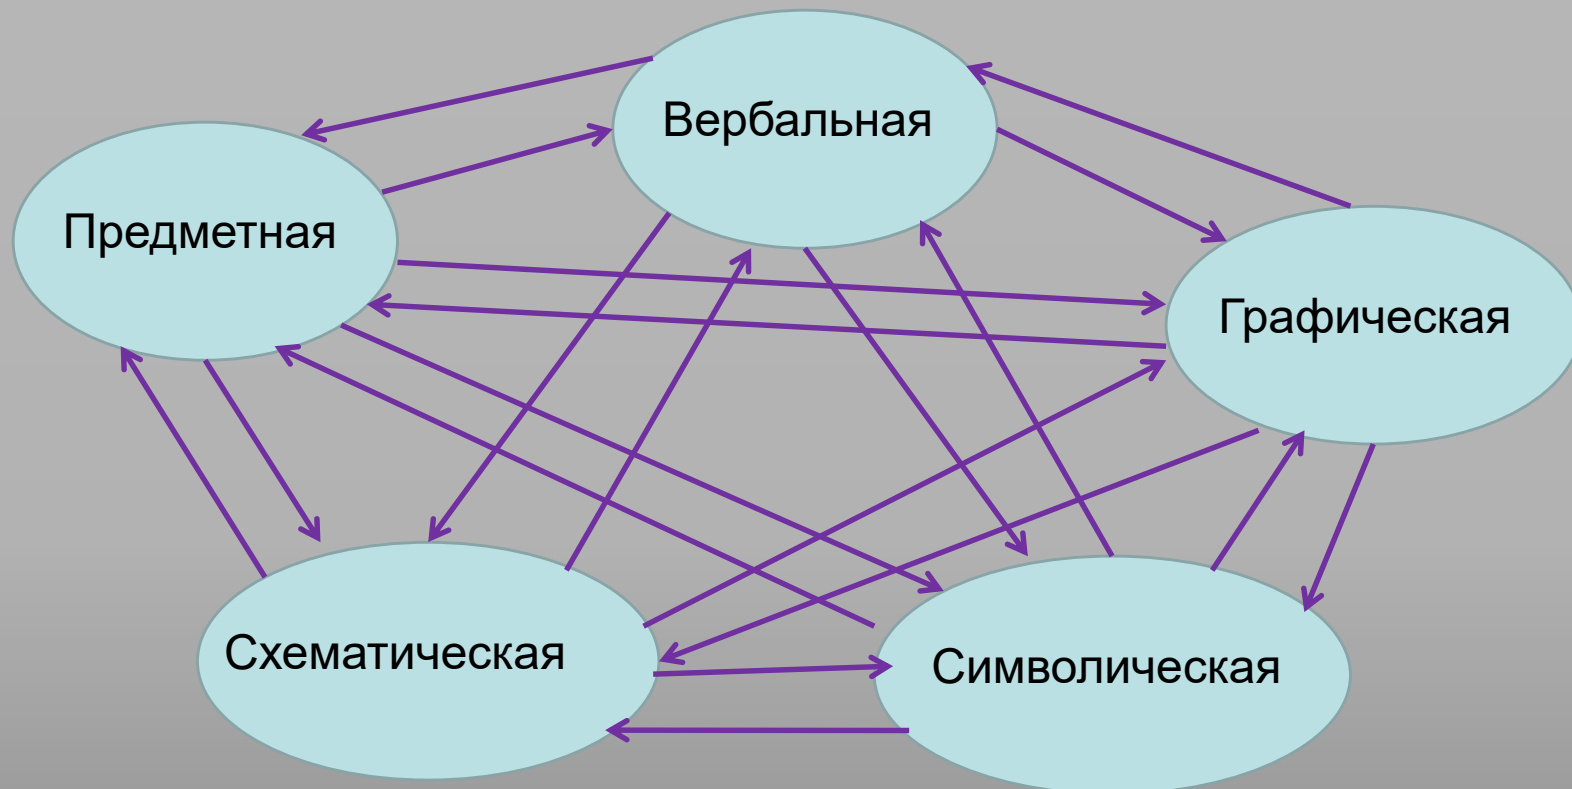 Вербальная
Предметная
Графическая
Схематическая
Символическая